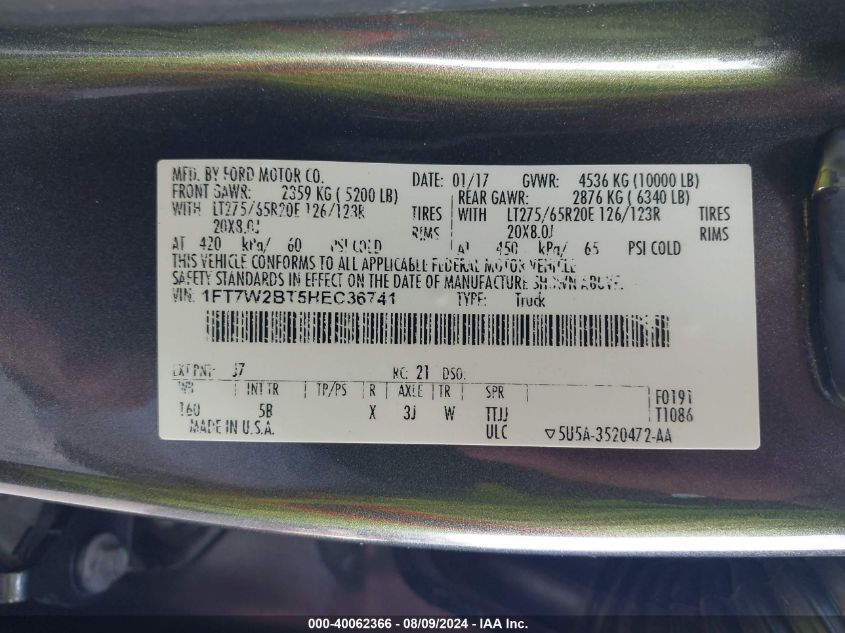 MFD. BY FORD MOTOR CO. DATE: 01/17 GVWR: 4536 KG (10000 LB)
FRONT GAWR: 2359 KG ( 5200 LB) REAR GAWR: 2876 KG ( 6340 LB)
WITH LT275/65R20E 126/123R TIRES WITH LT275/65R20E 126/123R TIRES
20X8.0J RIMS 20X8.0J RIMS
AT 420 kPa/ 60 PSI COLD AT 450 kPa/ 65 PSI COLD
THIS VEHICLE CONFORMS TO ALL APPLICABLE FEDERAL MOTOR VEHICLE
SAFETY STANDARDS IN EFFECT ON THE DATE OF MANUFACTURE SHOWN ABOVE.
VIN: 1FT7W2BT5HEC36741 TYPE: Truck
EXT PNT: J7 RC: 21 DSO:
WB INT TR TP/PS R AXLE TR SPR F0191
160 5B X 3J W TTJJ T1086
MADE IN U.S.A. ULC ▽5U5A-3520472-AA
000-40062366 - 08/09/2024 - IAA Inc.